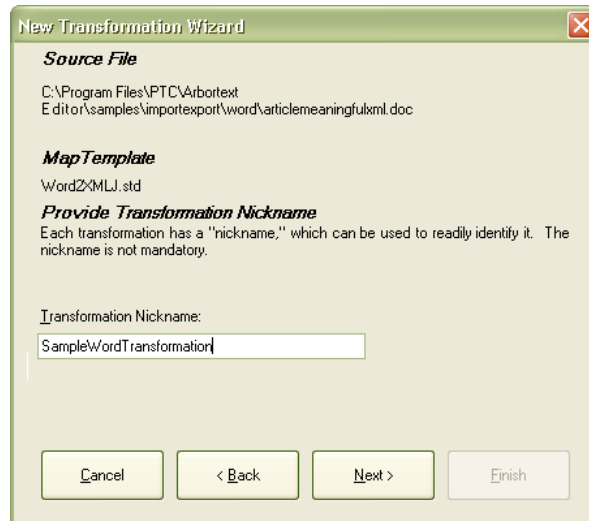 New Transformation Wizard
Source File
C:\Program Files\PTC\Arbortext
Editor\samples\importexport\word\articlemeaningfulxml.doc
MapTemplate
Word2XMLJ.std
Provide Transformation Nickname
Each transformation has a "nickname," which can be used to readily identify it. The
nickname is not mandatory.
Transformation Nickname:
SampleWordTransformation
Cancel
< Back
Next >
Finish